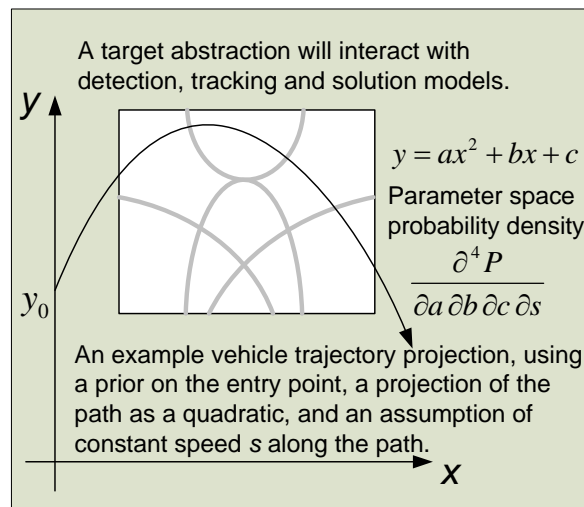 A target abstraction will interact with
detection, tracking and solution models.
y
y = ax² + bx + c
Parameter space
probability density
∂⁴P
∂a ∂b ∂c ∂s
y₀
An example vehicle trajectory projection, using
a prior on the entry point, a projection of the
path as a quadratic, and an assumption of
constant speed s along the path.
x